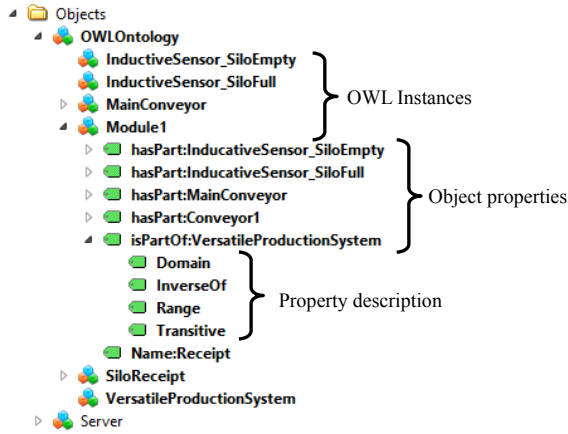 Objects
OWLOntology
InductiveSensor_SiloEmpty
InductiveSensor_SiloFull
OWL Instances
MainConveyor
Module1
hasPart:InducativeSensor_SiloEmpty
hasPart:InducativeSensor_SiloFull
hasPart:MainConveyor
Object properties
hasPart:Conveyor1
isPartOf:VersatileProductionSystem
Domain
InverseOf
Property description
Range
Transitive
Name:Receipt
SiloReceipt
VersatileProductionSystem
Server